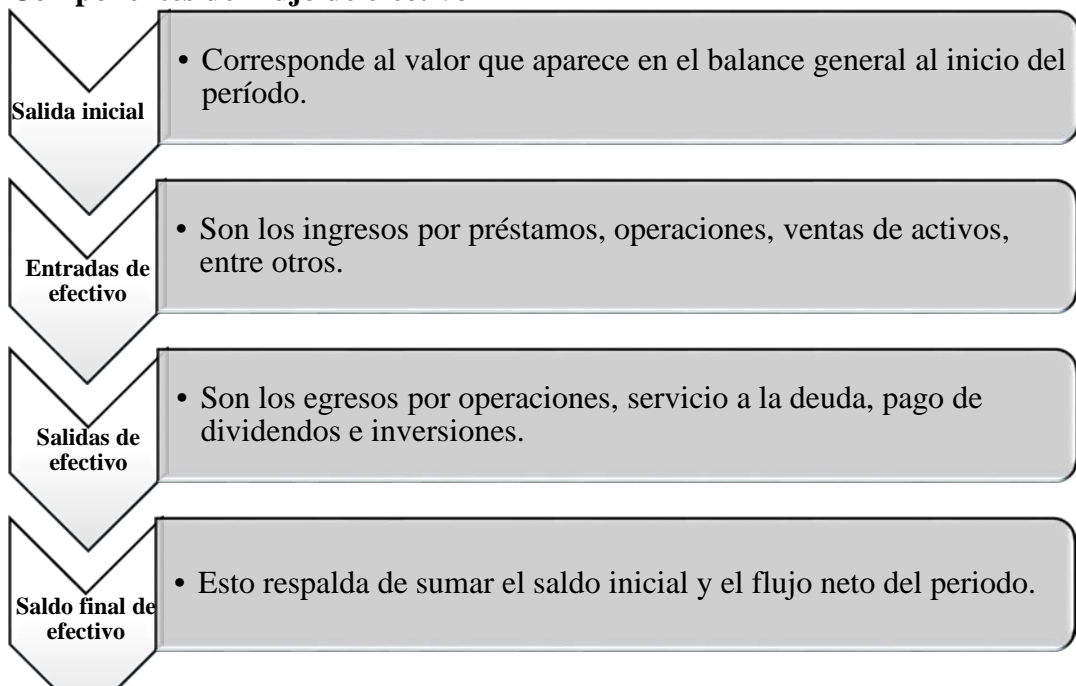 Salida inicial
• Corresponde al valor que aparece en el balance general al inicio del
período.
Entradas de
efectivo
• Son los ingresos por préstamos, operaciones, ventas de activos,
entre otros.
Salidas de
efectivo
• Son los egresos por operaciones, servicio a la deuda, pago de
dividendos e inversiones.
Saldo final de
efectivo
• Esto respalda de sumar el saldo inicial y el flujo neto del periodo.